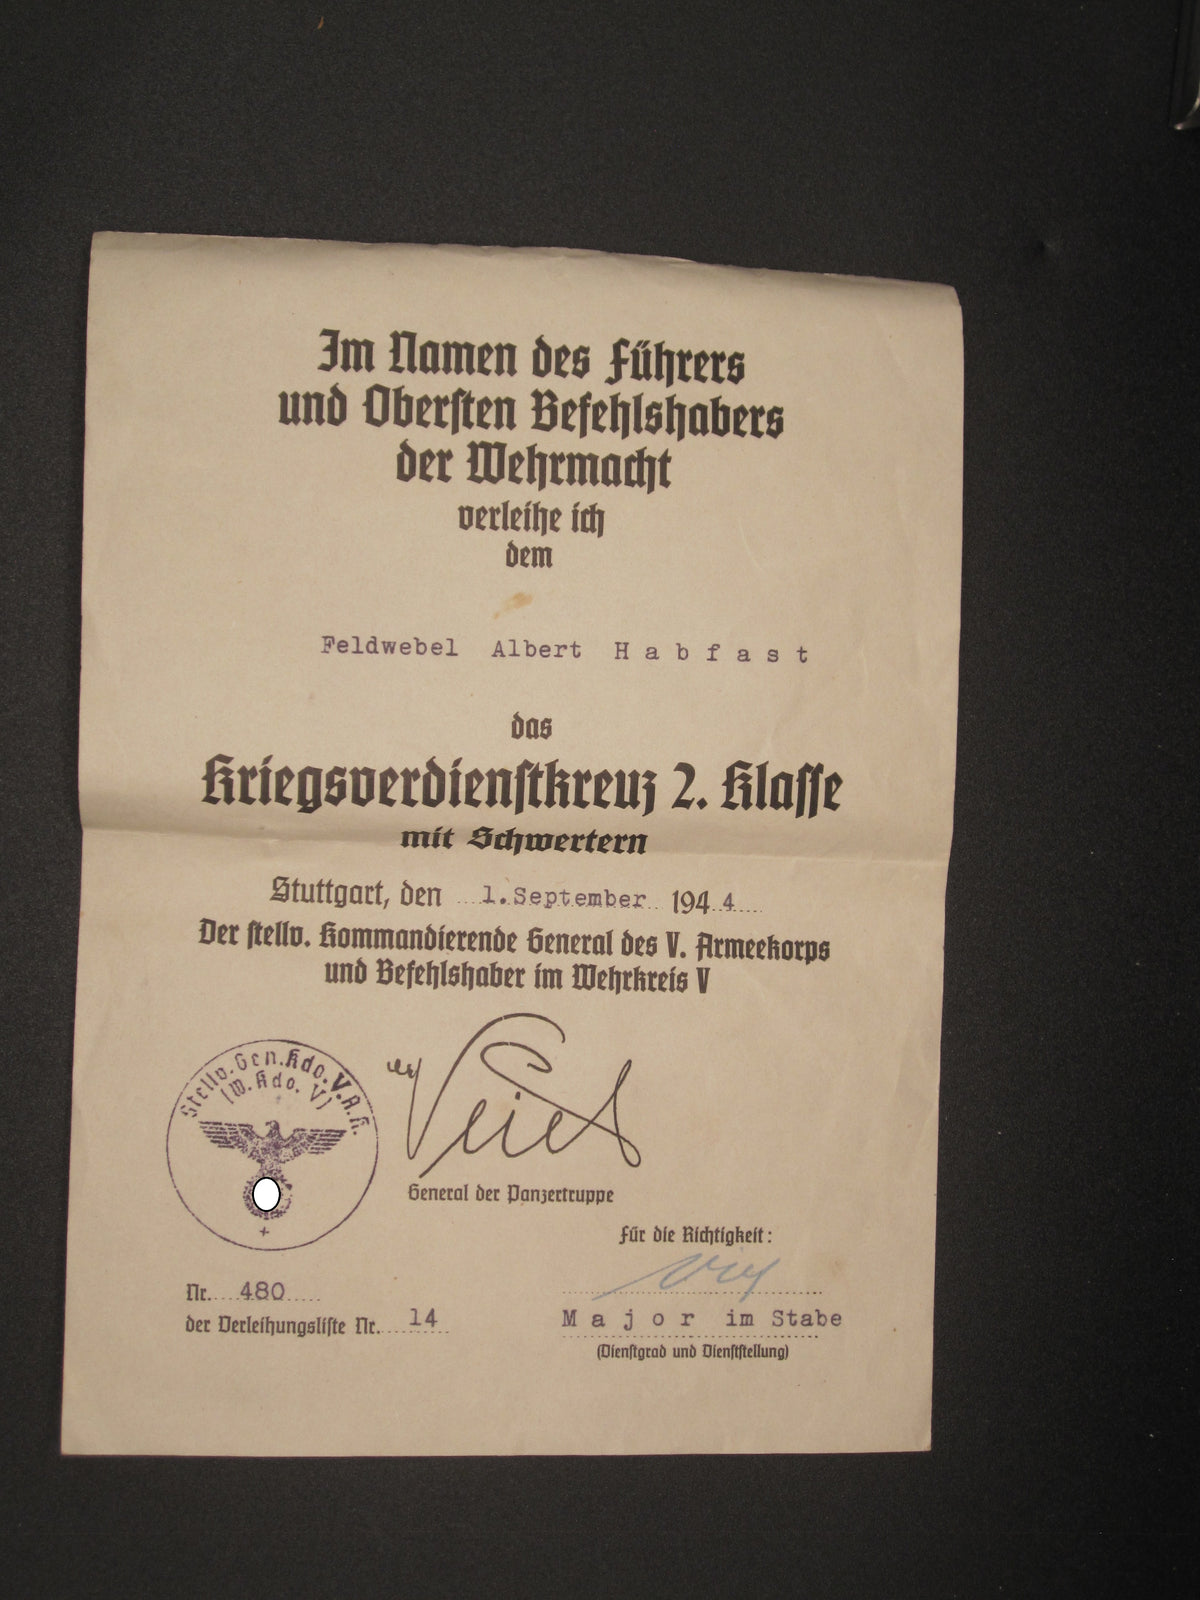 Im Namen des Führers
und Obersten Befehlshabers
der Wehrmacht
verleihe ich
dem
Feldwebel Albert H a b f a s t
das
Kriegsverdienstkreuz 2. Klasse
mit Schwertern
Stuttgart, den 1.September 1944
Der stellv. Kommandierende General des V. Armeekorps
und Befehlshaber im Wehrkreis V
Stellv. Gen. Kdo. V. A.K.
(W. Kdo. V)
Veiel
General der Panzertruppe
Für die Richtigkeit:
Nr. 480
der Verleihungsliste Nr. 14
M a j o r im Stabe
(Dienstgrad und Dienststellung)